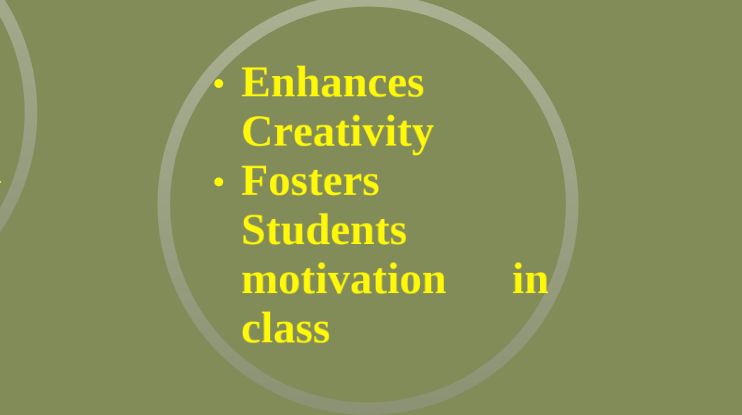 • Enhances
Creativity
• Fosters
Students
motivation in
class